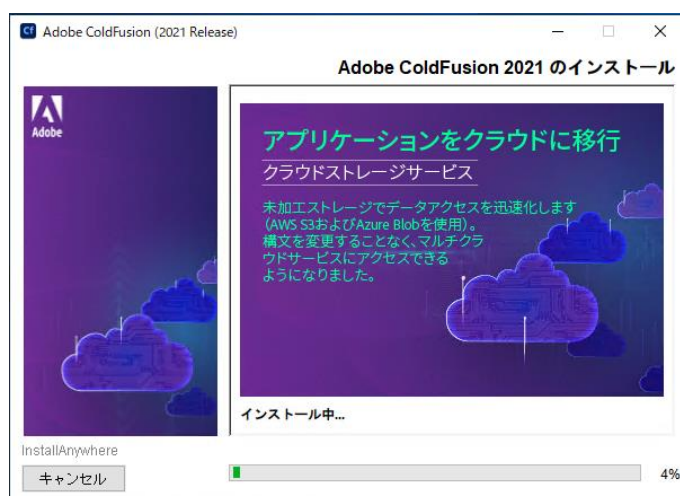 Adobe ColdFusion (2021 Release)
Adobe ColdFusion 2021 のインストール
Adobe
アプリケーションをクラウドに移行
クラウドストレージサービス
未加工ストレージでデータアクセスを迅速化します
（AWS S3およびAzure Blobを使用）。
構文を変更することなく、マルチクラ
ウドサービスにアクセスできる
ようになりました。
インストール中...
InstallAnywhere
キャンセル
4%